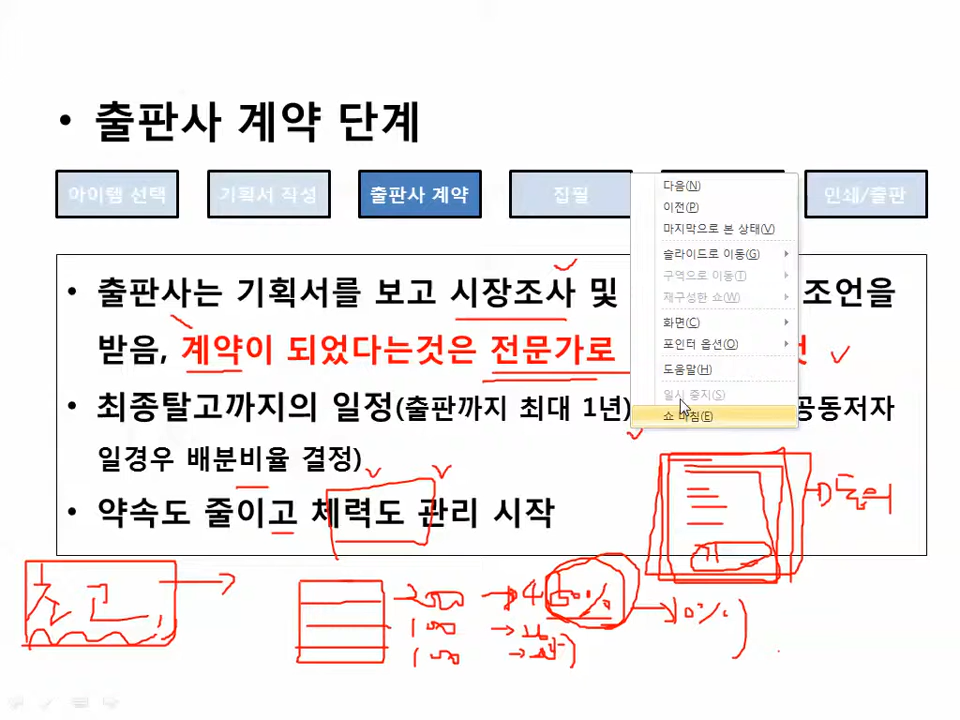 • 출판사 계약 단계
아이템 선택 기획서 작성 출판사 계약 집필 인쇄/출판
• 출판사는 기획서를 보고 시장조사 및 조언을
받음, 계약이 되었다는것은 전문가로
• 최종탈고까지의 일정(출판까지 최대 1년) 공동저자
일경우 배분비율 결정)
• 약속도 줄이고 체력도 관리 시작
다음(N)
이전(P)
마지막으로 본 상태(V)
슬라이드로 이동(G)
구역으로 이동(T)
재구성한 쇼(W)
화면(C)
포인터 옵션(O)
도움말(H)
일시 중지(S)
쇼 마침(E)
초고
200 50%
100 10%
150